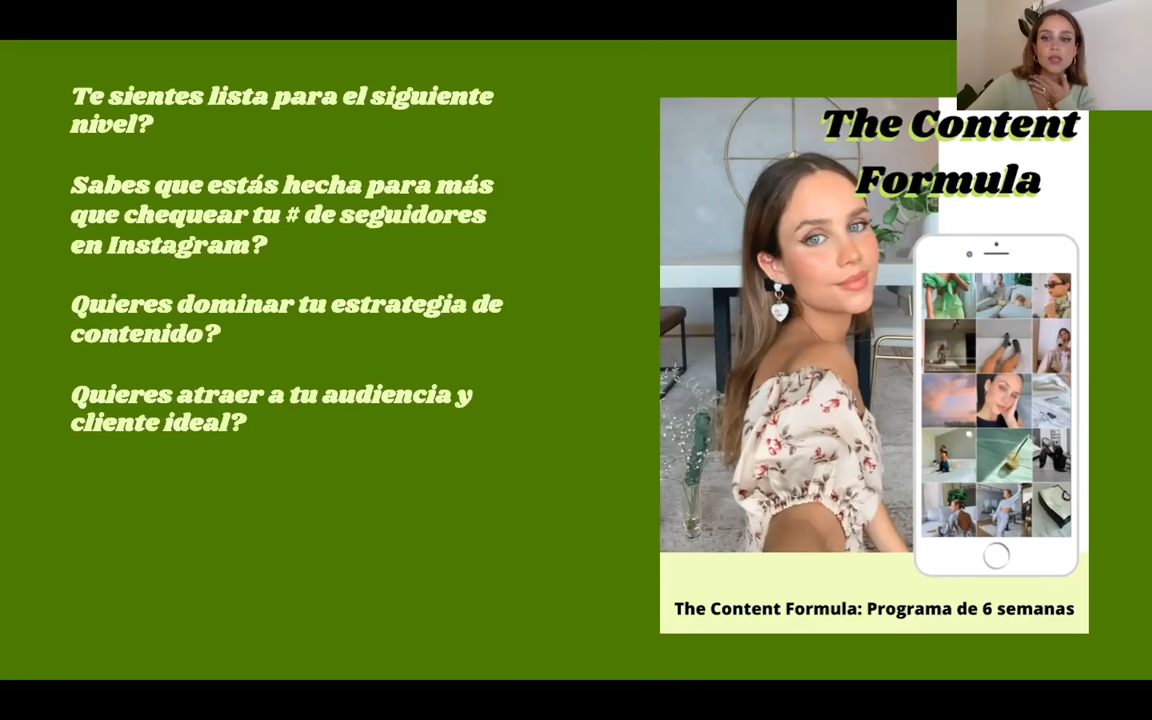 Te sientes lista para el siguiente
nivel?
Sabes que estás hecha para más
que chequear tu # de seguidores
en Instagram?
Quieres dominar tu estrategia de
contenido?
Quieres atraer a tu audiencia y
cliente ideal?
The Content
Formula
The Content Formula: Programa de 6 semanas